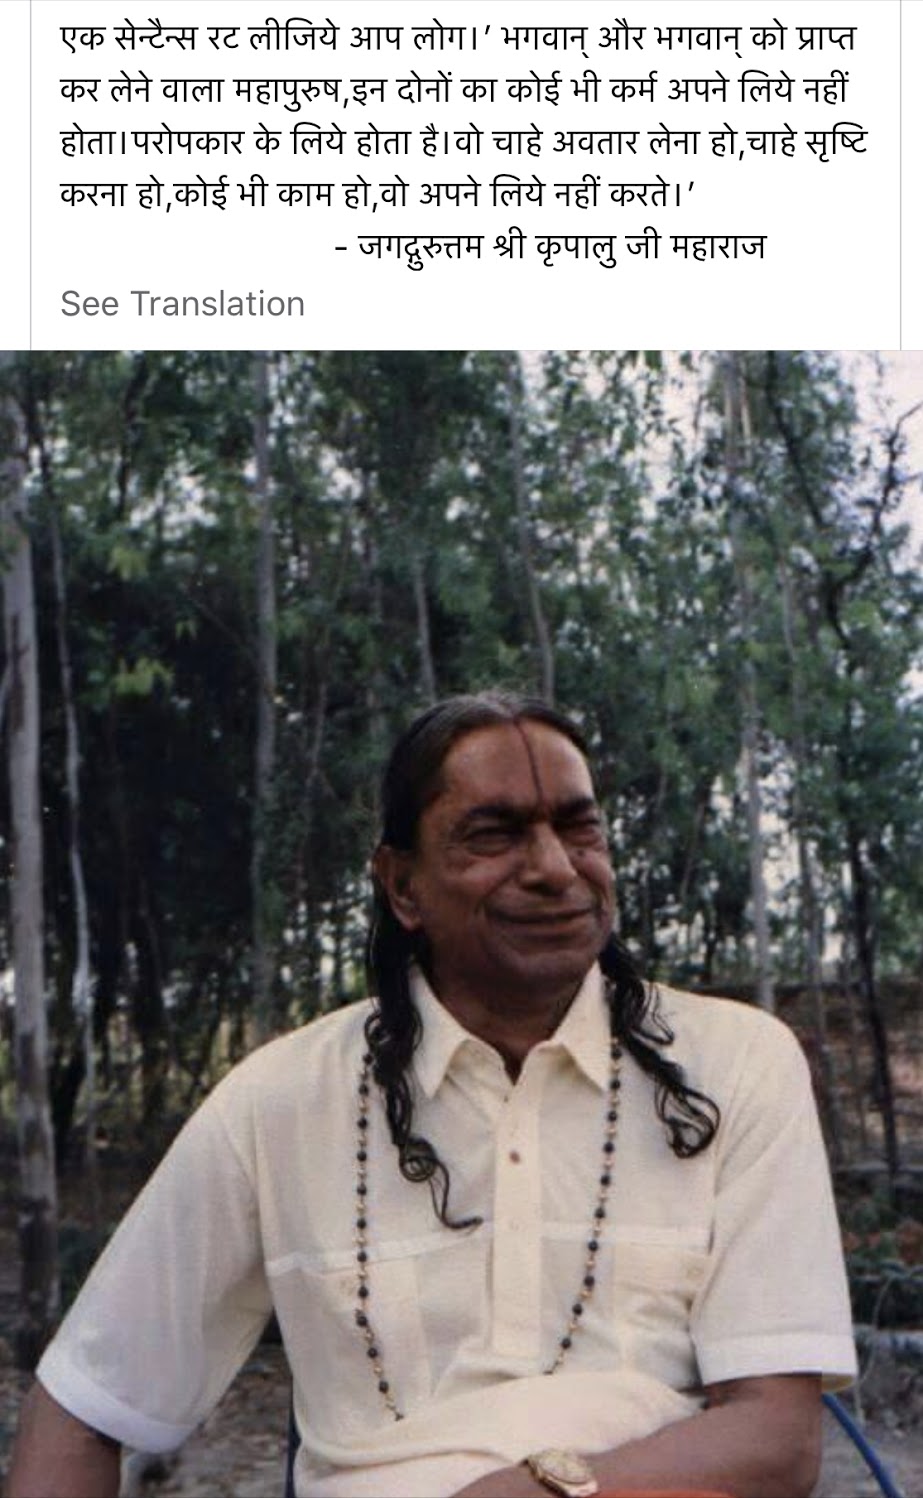 एक सेन्टैन्स रट लीजिये आप लोग।’ भगवान् और भगवान् को प्राप्त
कर लेने वाला महापुरुष,इन दोनों का कोई भी कर्म अपने लिये नहीं
होता।परोपकार के लिये होता है।वो चाहे अवतार लेना हो,चाहे सृष्टि
करना हो,कोई भी काम हो,वो अपने लिये नहीं करते।’
- जगद्गुरुत्तम श्री कृपालु जी महाराज
See Translation